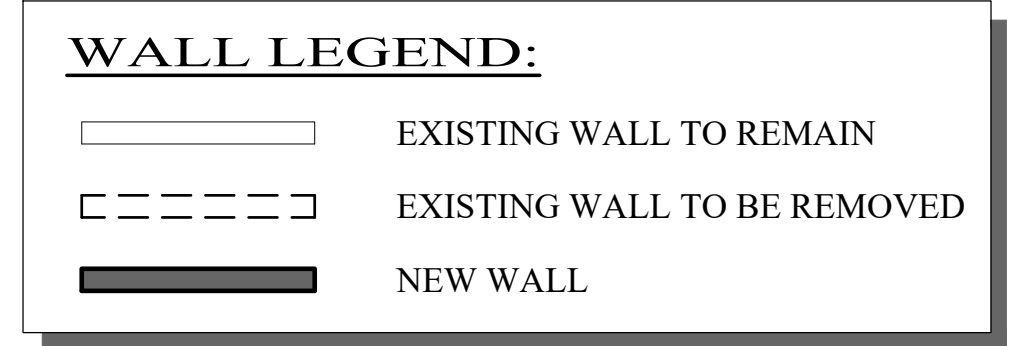 WALL LEGEND:
EXISTING WALL TO REMAIN
EXISTING WALL TO BE REMOVED
NEW WALL